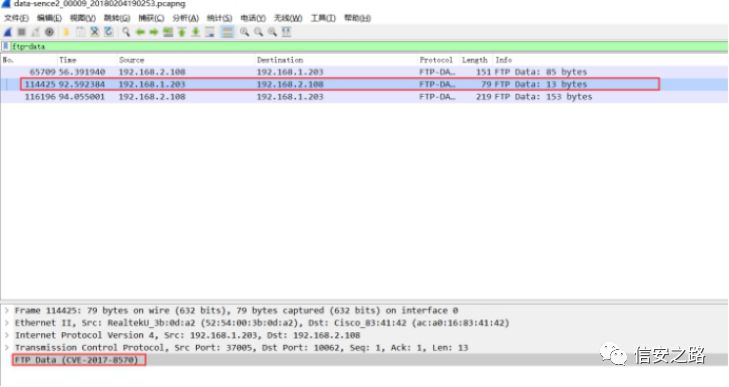 data-sence2_00009_20180204190253.pcapng
文件(F) 编辑(E) 视图(V) 跳转(G) 捕获(C) 分析(A) 统计(S) 电话(Y) 无线(W) 工具(T) 帮助(H)
ftp-data
No. Time Source Destination Protocol Length Info
65709 56.391940 192.168.2.108 192.168.1.203 FTP-DA… 151 FTP Data: 85 bytes
114425 92.592384 192.168.1.203 192.168.2.108 FTP-DA… 79 FTP Data: 13 bytes
116196 94.055001 192.168.2.108 192.168.1.203 FTP-DA… 219 FTP Data: 153 bytes
Frame 114425: 79 bytes on wire (632 bits), 79 bytes captured (632 bits) on interface 0
Ethernet II, Src: RealtekU_3b:0d:a2 (52:54:00:3b:0d:a2), Dst: Cisco_83:41:42 (ac:a0:16:83:41:42)
Internet Protocol Version 4, Src: 192.168.1.203, Dst: 192.168.2.108
Transmission Control Protocol, Src Port: 37005, Dst Port: 10062, Seq: 1, Ack: 1, Len: 13
FTP Data (CVE-2017-8570)
信安之路